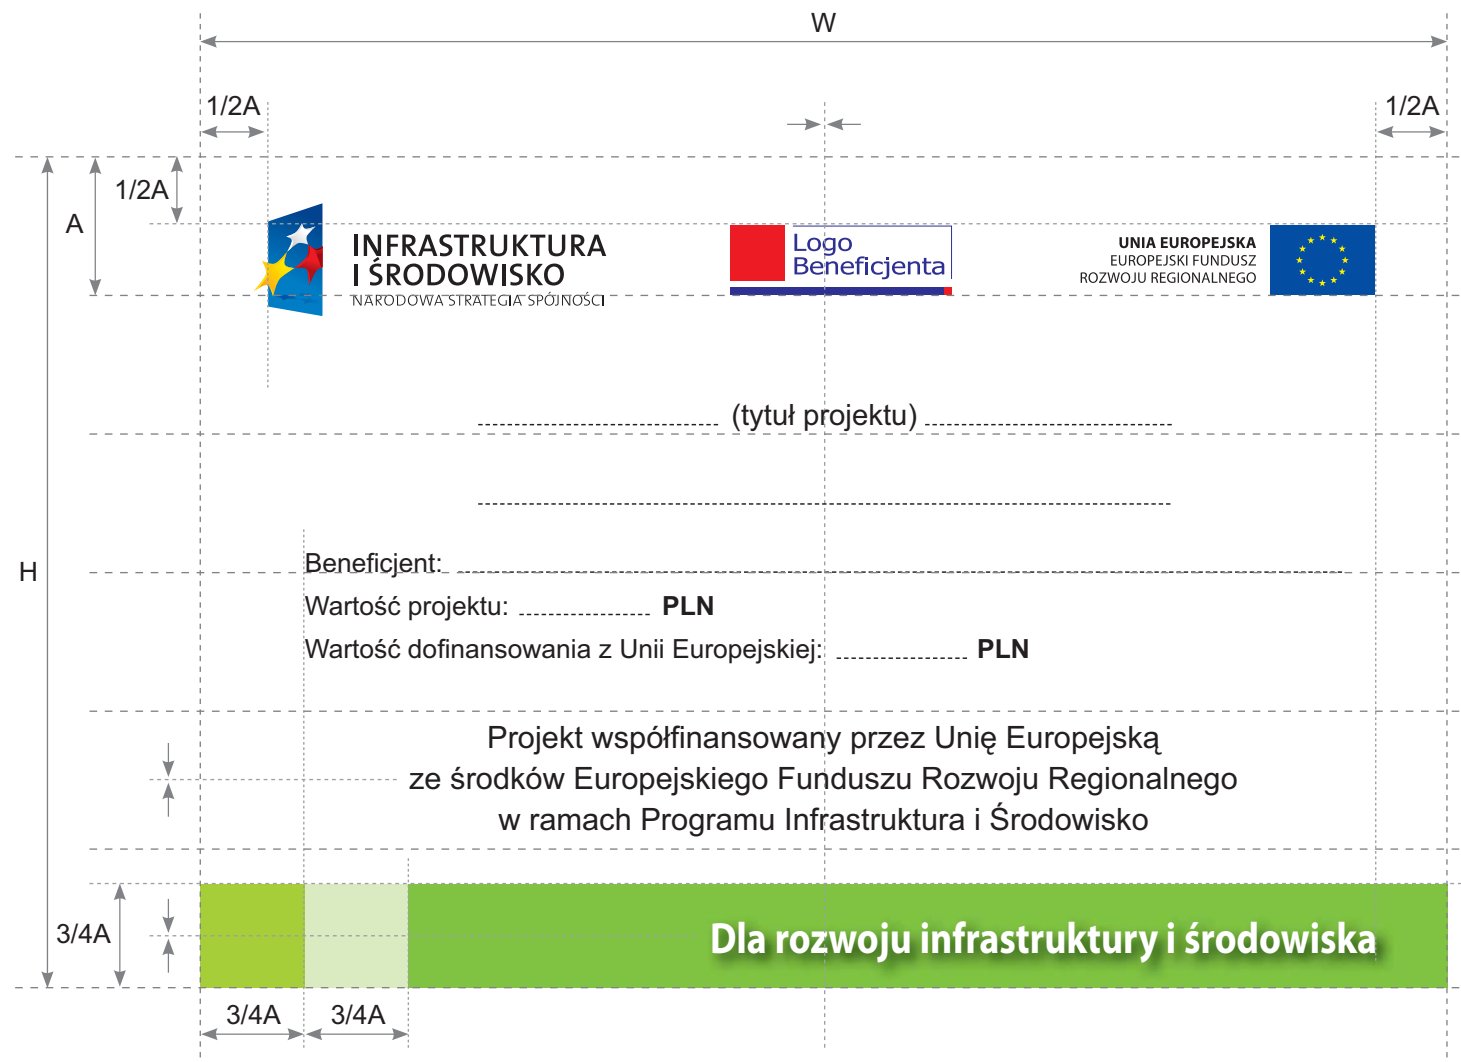 W
1/2A
1/2A
1/2A
A
INFRASTRUKTURA
I ŚRODOWISKO
NARODOWA STRATEGIA SPÓJNOŚCI
Logo
Beneficjenta
UNIA EUROPEJSKA
EUROPEJSKI FUNDUSZ
ROZWOJU REGIONALNEGO
(tytuł projektu)
H
Beneficjent:
Wartość projektu: PLN
Wartość dofinansowania z Unii Europejskiej: PLN
Projekt współfinansowany przez Unię Europejską
ze środków Europejskiego Funduszu Rozwoju Regionalnego
w ramach Programu Infrastruktura i Środowisko
3/4A
Dla rozwoju infrastruktury i środowiska
3/4A
3/4A